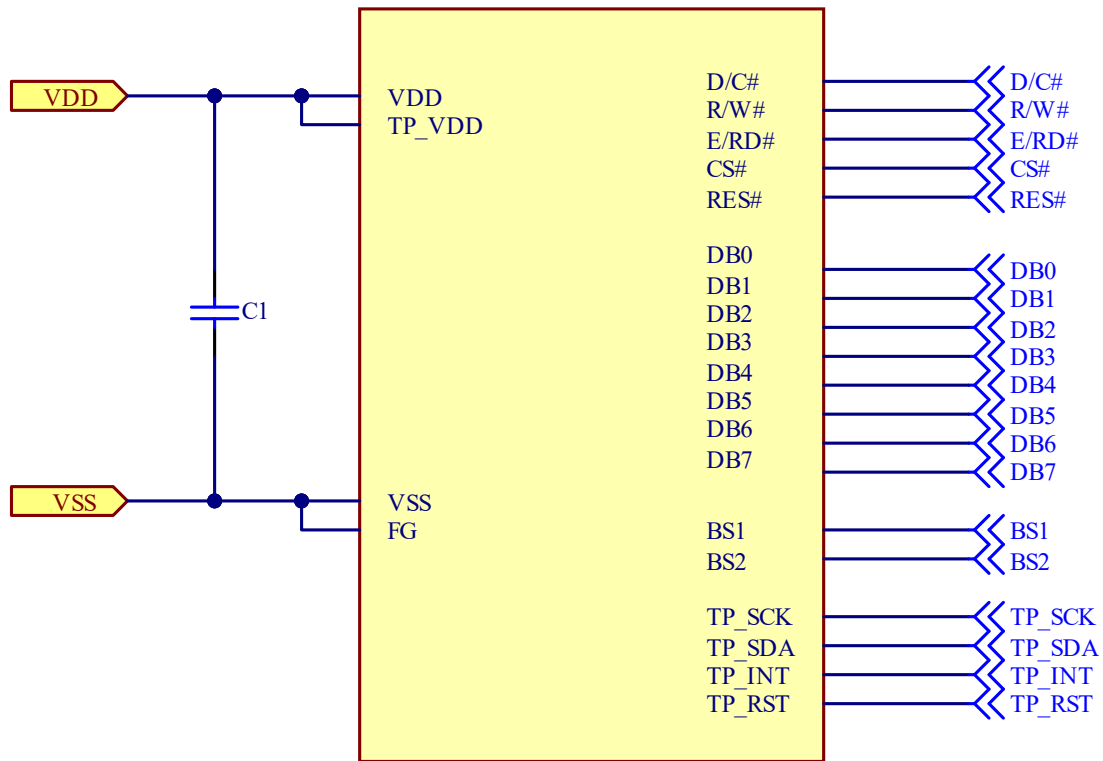 VDD
VSS
C1
VDD
TP_VDD
VSS
FG
D/C#
R/W#
E/RD#
CS#
RES#
DB0
DB1
DB2
DB3
DB4
DB5
DB6
DB7
BS1
BS2
TP_SCK
TP_SDA
TP_INT
TP_RST
D/C#
R/W#
E/RD#
CS#
RES#
DB0
DB1
DB2
DB3
DB4
DB5
DB6
DB7
BS1
BS2
TP_SCK
TP_SDA
TP_INT
TP_RST